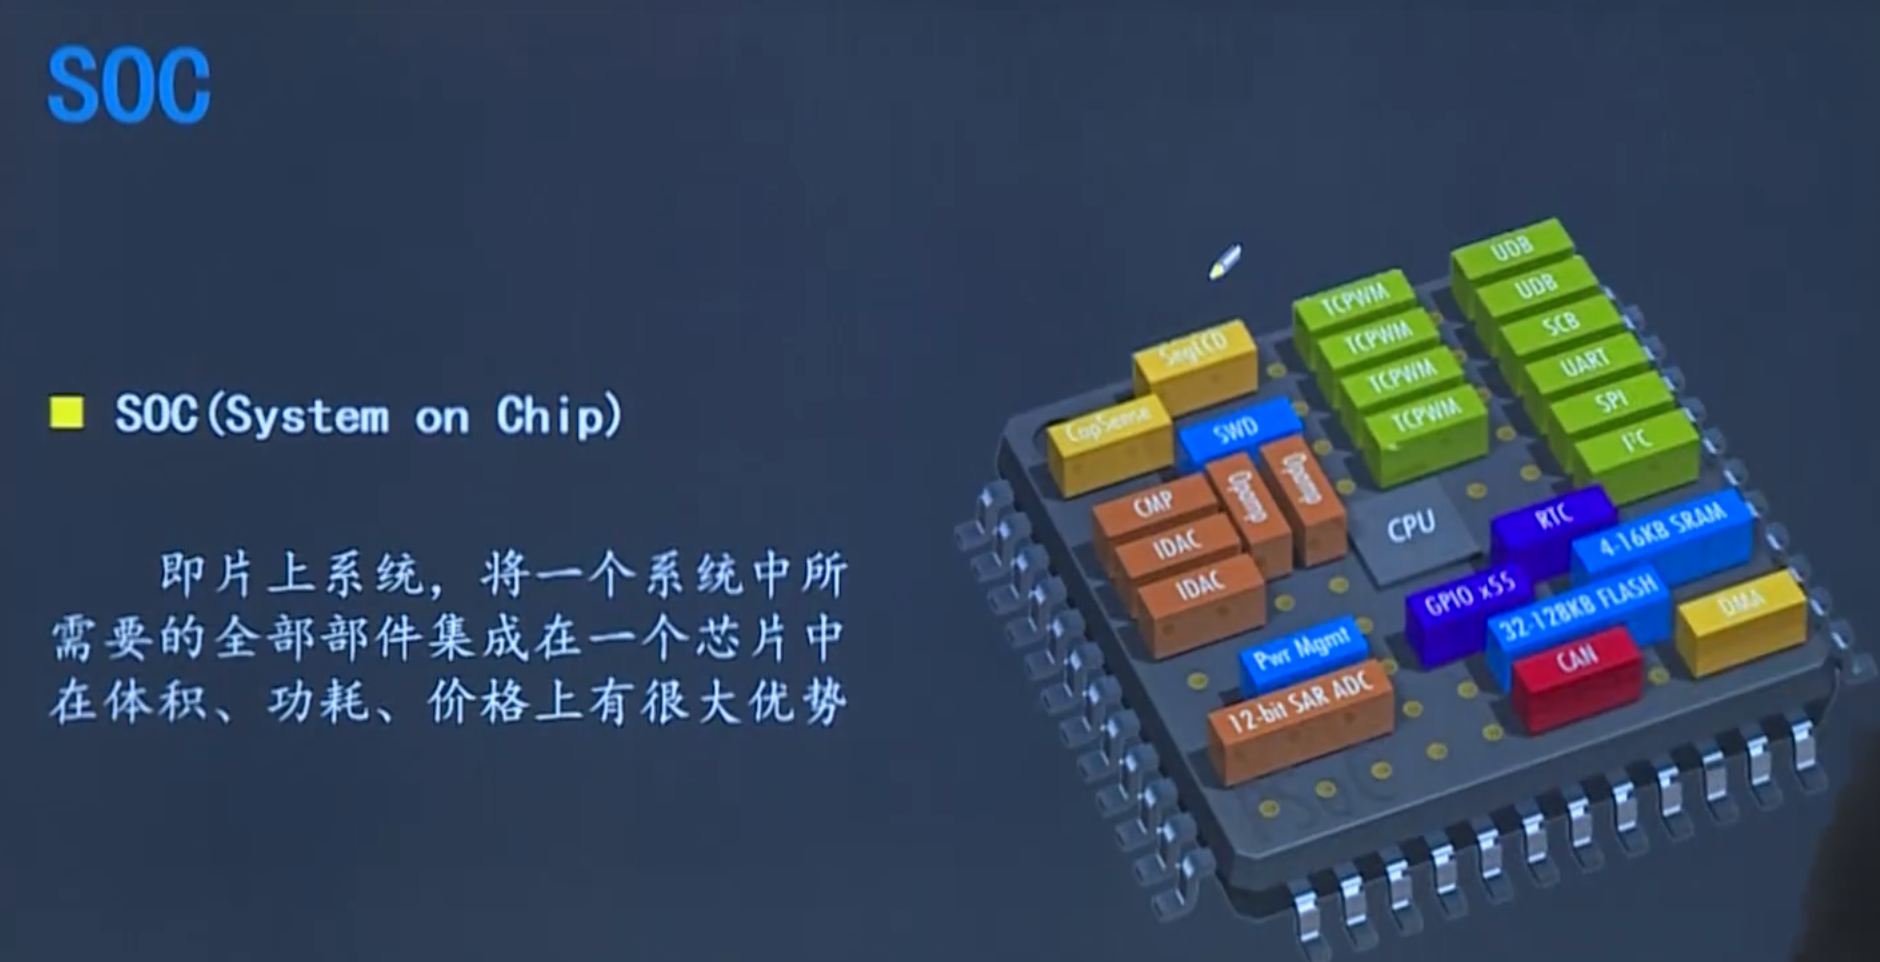 SOC
SOC(System on Chip)
即片上系统，将一个系统中所
需要的全部部件集成在一个芯片中
在体积、功耗、价格上有很大优势
UDB
UDB
SCB
UART
SPI
I²C
TCPWM
TCPWM
TCPWM
TCPWM
SegLCD
CapSense
SWD
CMP
IDAC
IDAC
Opamp
Opamp
CPU
RTC
4-16KB SRAM
GPIO x55
32-128KB FLASH
DMA
CAN
Pwr Mgmt
12-bit SAR ADC
PSOC